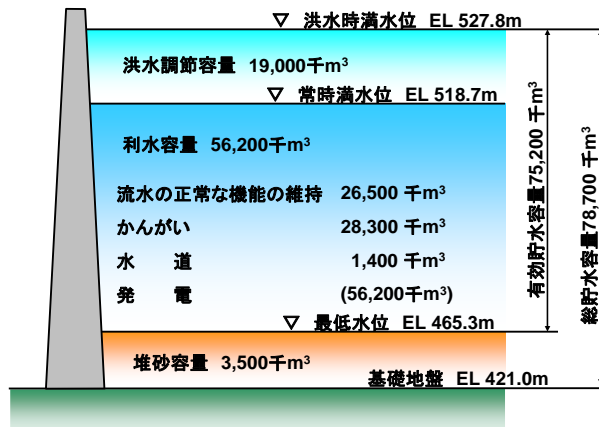 ▽ 洪水時満水位 EL 527.8m
洪水調節容量 19,000千m³
▽ 常時満水位 EL 518.7m
利水容量 56,200千m³
流水の正常な機能の維持 26,500 千m³
かんがい 28,300 千m³
水 道 1,400 千m³
発 電 (56,200千m³)
▽ 最低水位 EL 465.3m
堆砂容量 3,500千m³
基礎地盤 EL 421.0m
有効貯水容量75,200 千m³
総貯水容量78,700 千m³